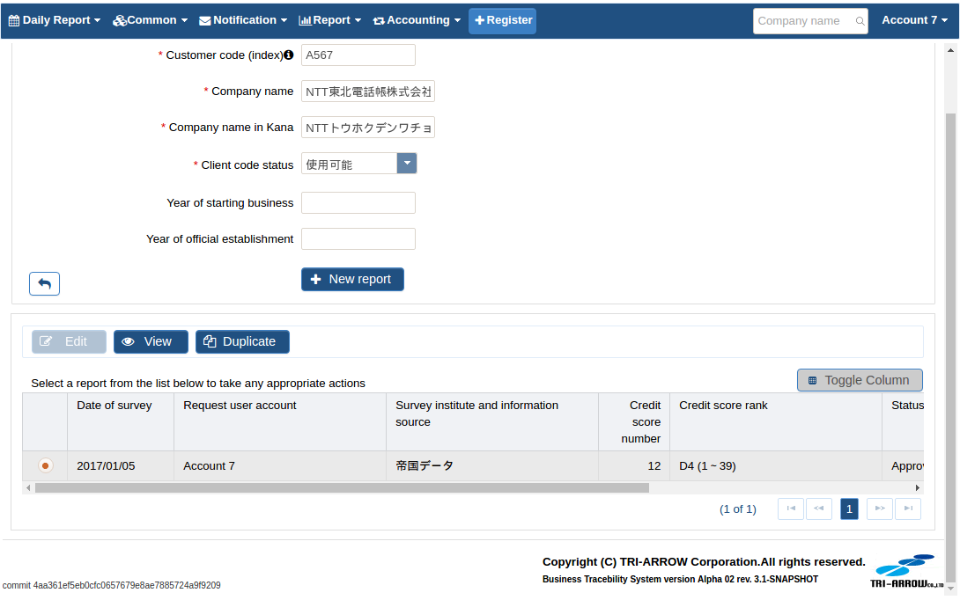 Daily Report Common Notification Report Accounting Register Company name Account 7
* Customer code (index) A567
* Company name NTT東北電話帳株式会社
* Company name in Kana NTTトウホクデンワチョ
* Client code status 使用可能
Year of starting business
Year of official establishment
New report
Edit View Duplicate
Select a report from the list below to take any appropriate actions
Toggle Column
Date of survey Request user account Survey institute and information source Credit score number Credit score rank Status
2017/01/05 Account 7 帝国データ 12 D4 (1 ~ 39) Approv
(1 of 1) 1
Copyright (C) TRI-ARROW Corporation.All rights reserved.
Business Tracebility System version Alpha 02 rev. 3.1-SNAPSHOT
TRI-ARROW Co.,LTD
commit 4aa361ef5eb0cfc0657679e8ae7885724a9f9209